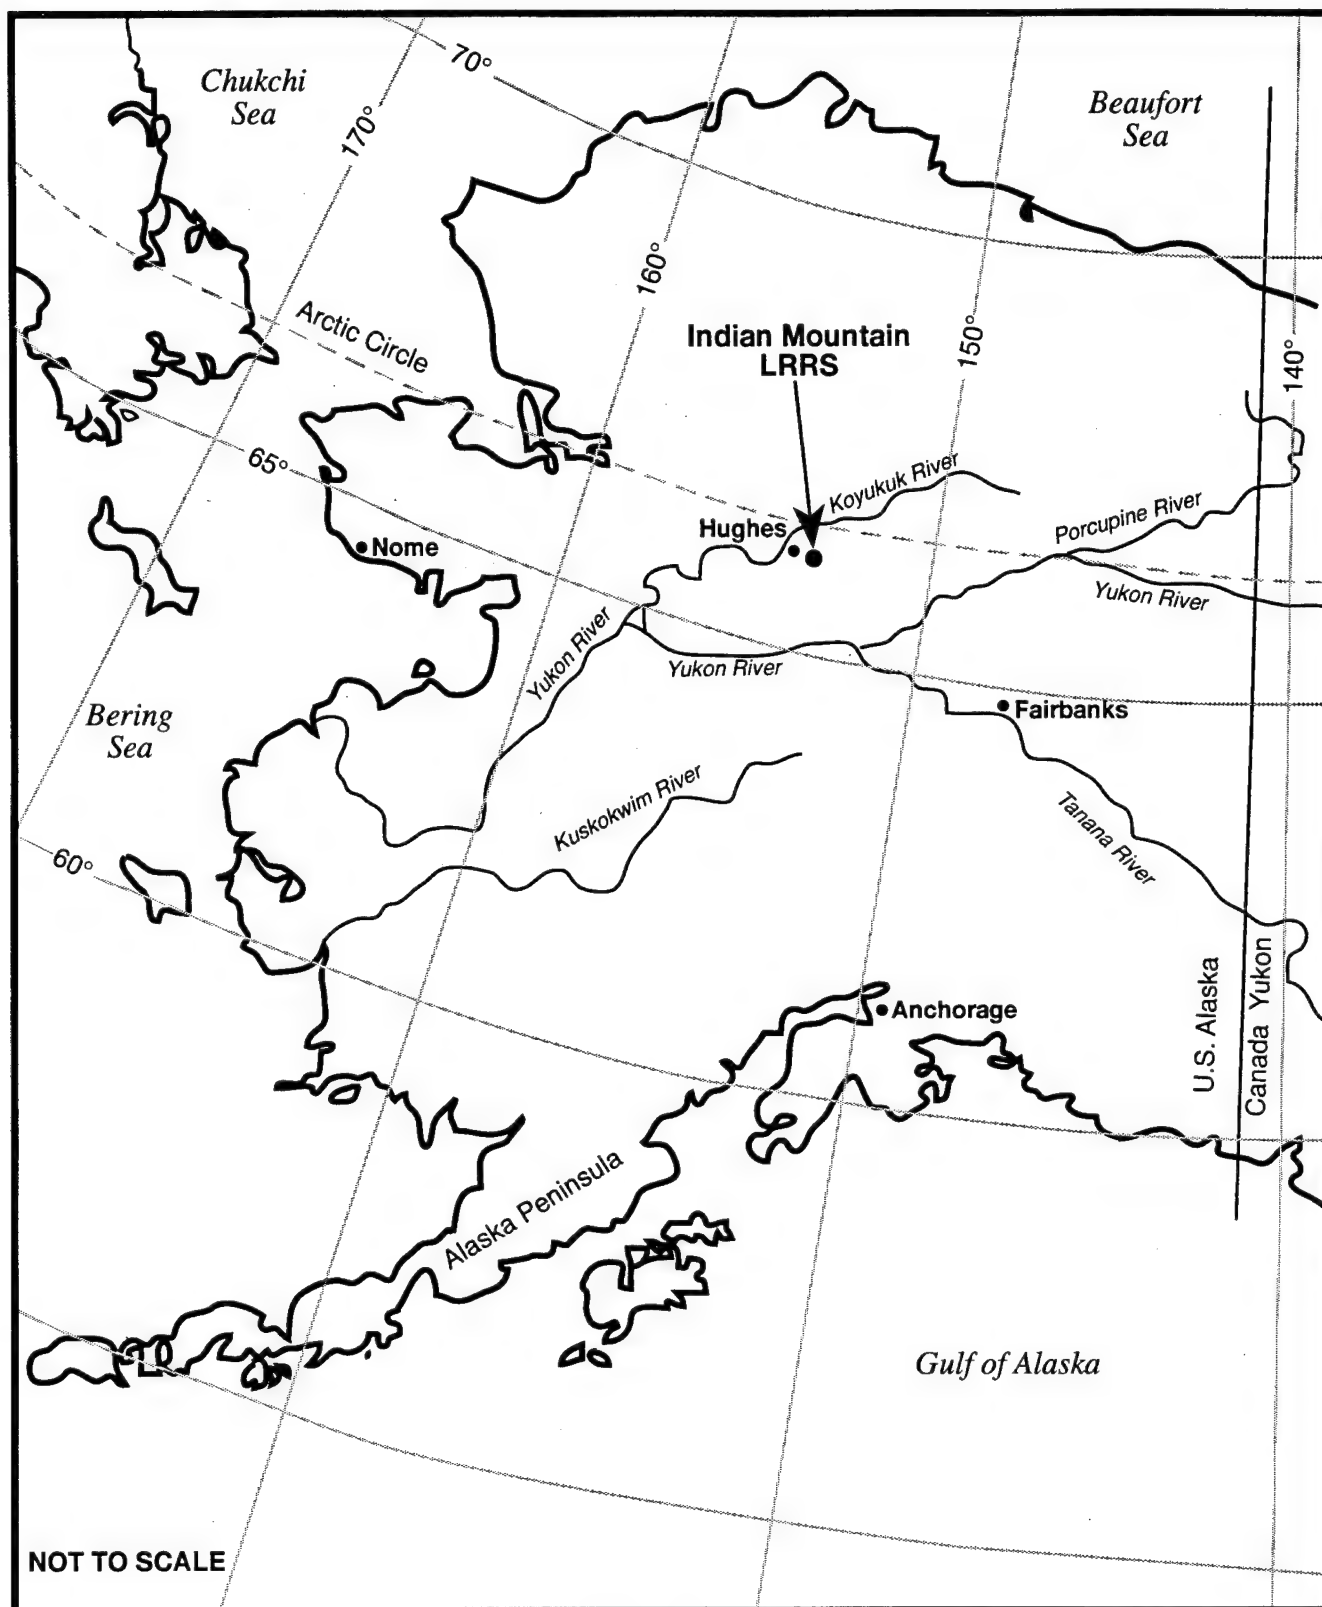 Chukchi
Sea
70°
170°
Beaufort
Sea
160°
Arctic Circle
Indian Mountain
LRRS
150°
140°
65°
Koyukuk River
Hughes
Porcupine River
Nome
Yukon River
Yukon River
Yukon River
Bering
Sea
Fairbanks
Kuskokwim River
Tanana River
60°
U.S. Alaska
Canada Yukon
Anchorage
Alaska Peninsula
Gulf of Alaska
NOT TO SCALE